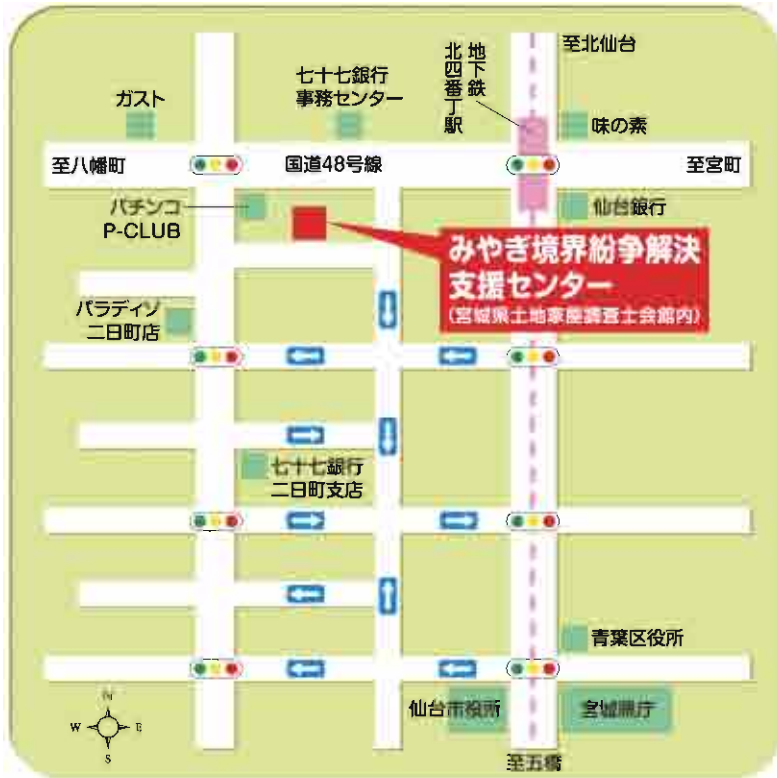 至北仙台
地下鉄
北四番丁駅
七十七銀行
事務センター
ガスト
味の素
至八幡町
国道48号線
至宮町
パチンコ
P-CLUB
仙台銀行
みやぎ境界紛争解決
支援センター
(宮城県土地家屋調査士会館内)
パラディソ
二日町店
七十七銀行
二日町支店
青葉区役所
仙台市役所
宮城県庁
至五橋
N
W
E
S